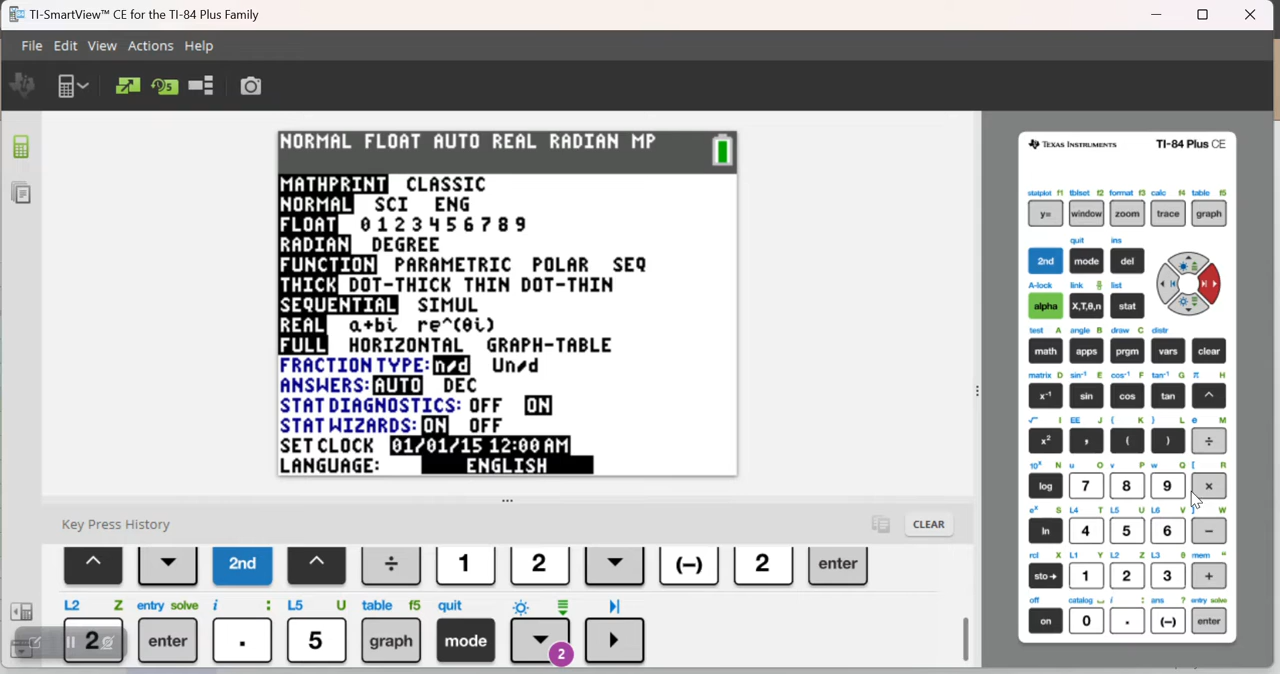 TI-SmartView™ CE for the TI-84 Plus Family
File Edit View Actions Help
NORMAL FLOAT AUTO REAL RADIAN MP
MATHPRINT CLASSIC
NORMAL SCI ENG
FLOAT 0 1 2 3 4 5 6 7 8 9
RADIAN DEGREE
FUNCTION PARAMETRIC POLAR SEQ
THICK DOT-THICK THIN DOT-THIN
SEQUENTIAL SIMUL
REAL a+bi re^(θi)
FULL HORIZONTAL GRAPH-TABLE
FRACTION TYPE: n/d Un/d
ANSWERS: AUTO DEC
STAT DIAGNOSTICS: OFF ON
STAT WIZARDS: ON OFF
SET CLOCK 01/01/15 12:00 AM
LANGUAGE: ENGLISH
Key Press History
CLEAR
^ 2nd ^ ÷ 1 2 (–) 2 enter
L2 Z entry solve i : L5 U table f5 quit
2 enter . 5 graph mode
2
TEXAS INSTRUMENTS TI-84 Plus CE
statplot f1 tblset f2 format f3 calc f4 table f5
y= window zoom trace graph
quit ins
2nd mode del
A-lock link list
alpha X,T,θ,n stat
test A angle B draw C distr
math apps prgm vars clear
matrix D sin⁻¹ E cos⁻¹ F tan⁻¹ G π H
x⁻¹ sin cos tan ^
√ I EE J { K } L e M
x² , ( ) ÷
10ˣ N u O v P w Q [ R
log 7 8 9 ×
eˣ S L4 T L5 U L6 V ] W
ln 4 5 6 –
rcl X L1 Y L2 Z L3 θ mem "
sto→ 1 2 3 +
off catalog i : ans ? entry solve
on 0 . (–) enter